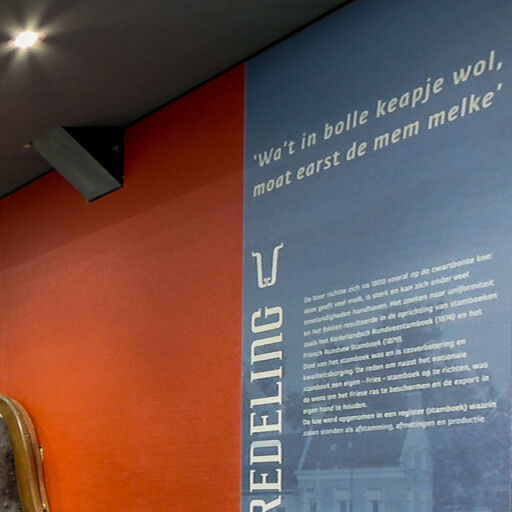 'Wa't in bolle keapje wol,
moat earst de mem melke'
REDELING
De boer richtte zich na 1800 vooral op de zwartbonte koe:
deze geeft veel melk, is sterk en kan zich onder veel
omstandigheden handhaven. Het zoeken naar uniformiteit
en het fokken resulteerde in de oprichting van stamboeken
zoals het Nederlandsch Rundveestamboek (1874) en het
Friesch Rundvee Stamboek (1879).
Doel van het stamboek was en is rasverbetering en
kwaliteitsborging. De reden om naast het nationale
stamboek een eigen - Fries - stamboek op te richten, was
de wens om het Friese ras te beschermen en de export in
eigen hand te houden.
De koe werd opgenomen in een register (stamboek) waarin
zaken stonden als afstamming, aftmetingen en productie.